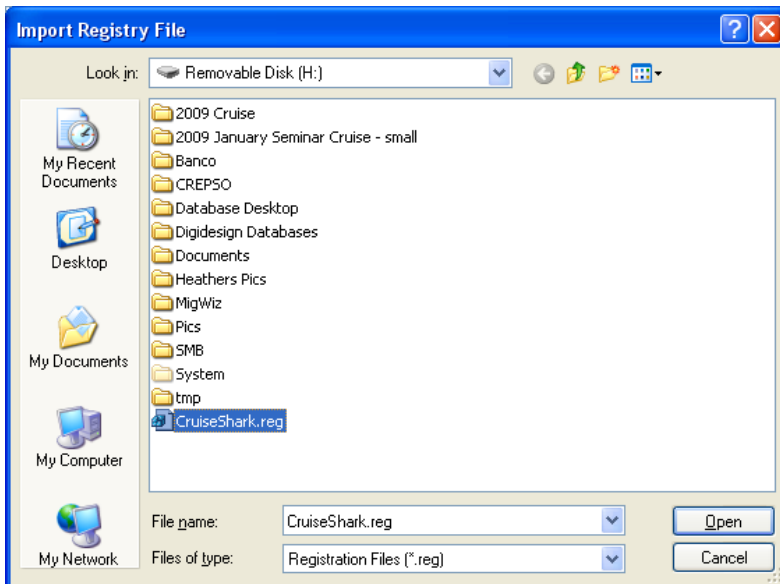 Import Registry File
Look in:
Removable Disk (H:)
My Recent
Documents
Desktop
My Documents
My Computer
My Network
2009 Cruise
2009 January Seminar Cruise - small
Banco
CREPSO
Database Desktop
Digidesign Databases
Documents
Heathers Pics
MigWiz
Pics
SMB
System
tmp
CruiseShark.reg
File name:
CruiseShark.reg
Open
Files of type:
Registration Files (*.reg)
Cancel